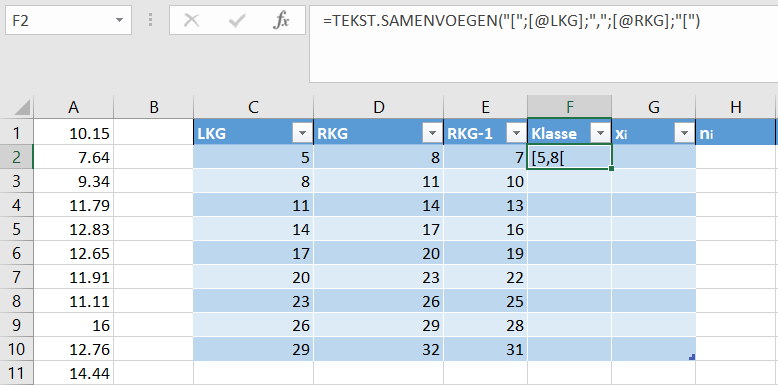 F2 fx =TEKST.SAMENVOEGEN("[";[@LKG];",";[@RKG];"[")
A B C D E F G H
1 10.15 LKG RKG RKG-1 Klasse xi ni
2 7.64 5 8 7 [5,8[
3 9.34 8 11 10
4 11.79 11 14 13
5 12.83 14 17 16
6 12.65 17 20 19
7 11.91 20 23 22
8 11.11 23 26 25
9 16 26 29 28
10 12.76 29 32 31
11 14.44